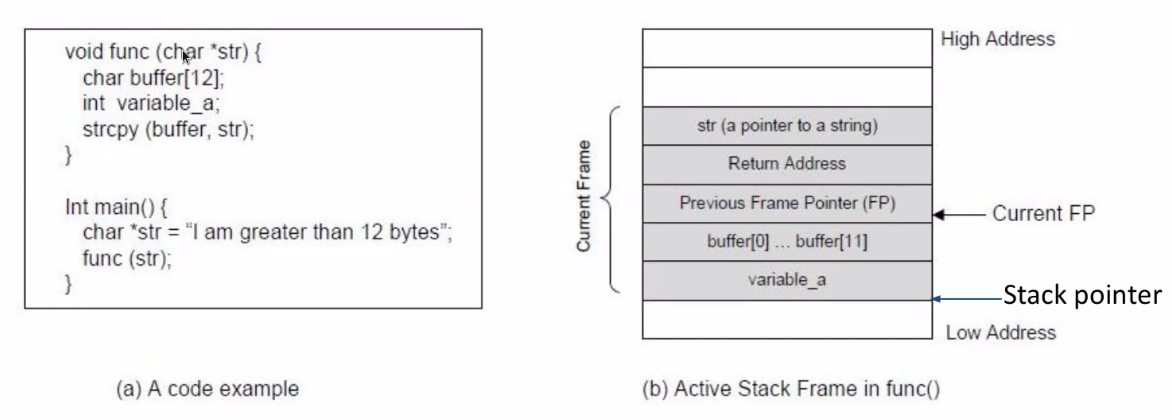 void func (char *str) {
char buffer[12];
int variable_a;
strcpy (buffer, str);
}
Int main() {
char *str = “I am greater than 12 bytes”;
func (str);
}
(a) A code example
High Address
str (a pointer to a string)
Return Address
Previous Frame Pointer (FP)
buffer[0] ... buffer[11]
variable_a
Current Frame
Current FP
Stack pointer
Low Address
(b) Active Stack Frame in func()